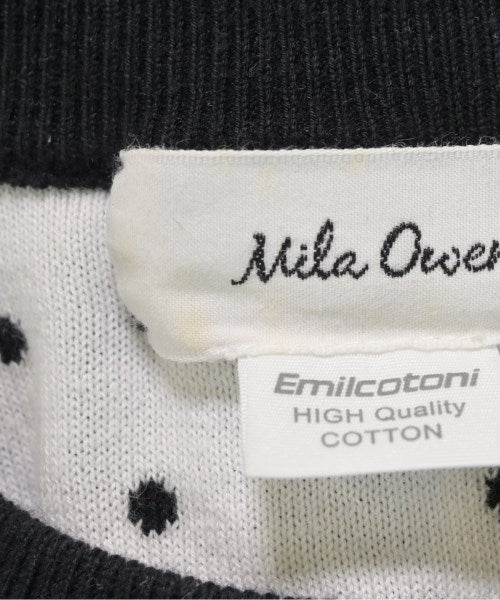 Mila Owen
Emilcotoni
HIGH Quality
COTTON